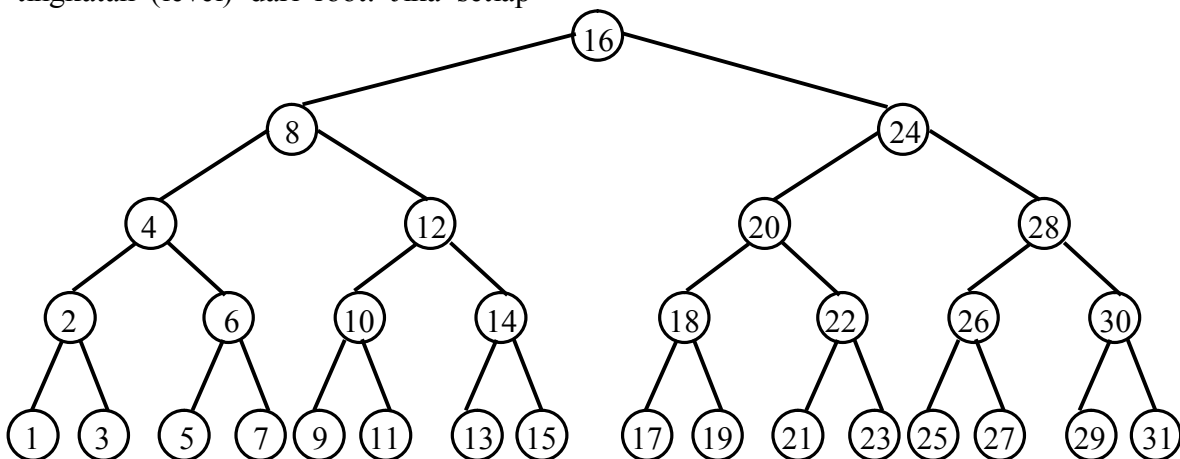 tingkatan (level) dari root. Jika setiap
16
8 24
4 12 20 28
2 6 10 14 18 22 26 30
1 3 5 7 9 11 13 15 17 19 21 23 25 27 29 31